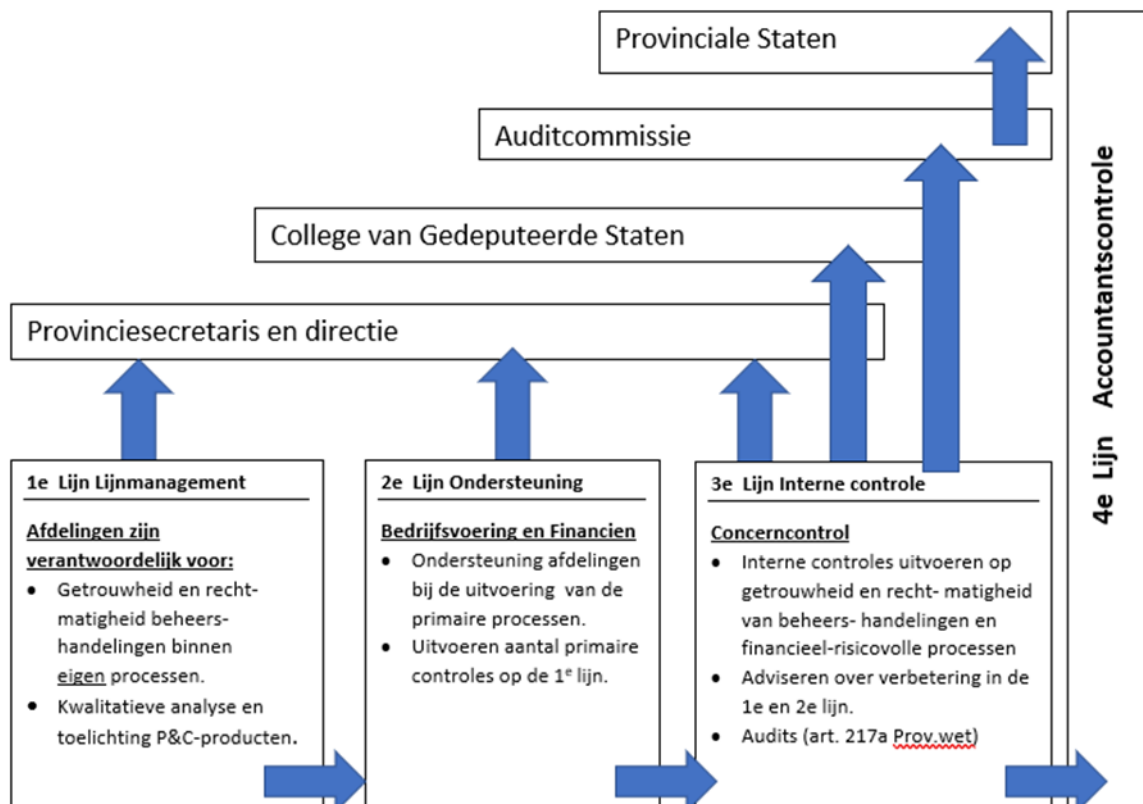 Provinciale Staten
Auditcommissie
College van Gedeputeerde Staten
Provinciesecretaris en directie
1e Lijn Lijnmanagement
Afdelingen zijn
verantwoordelijk voor:
• Getrouwheid en recht-
matigheid beheers-
handelingen binnen
eigen processen.
• Kwalitatieve analyse en
toelichting P&C-producten.
2e Lijn Ondersteuning
Bedrijfsvoering en Financien
• Ondersteuning afdelingen
bij de uitvoering van de
primaire processen.
• Uitvoeren aantal primaire
controles op de 1e lijn.
3e Lijn Interne controle
Concerncontrol
• Interne controles uitvoeren op
getrouwheid en recht- matigheid
van beheers- handelingen en
financieel-risicovolle processen
• Adviseren over verbetering in de
1e en 2e lijn.
• Audits (art. 217a Prov.wet)
4e Lijn Accountantscontrole